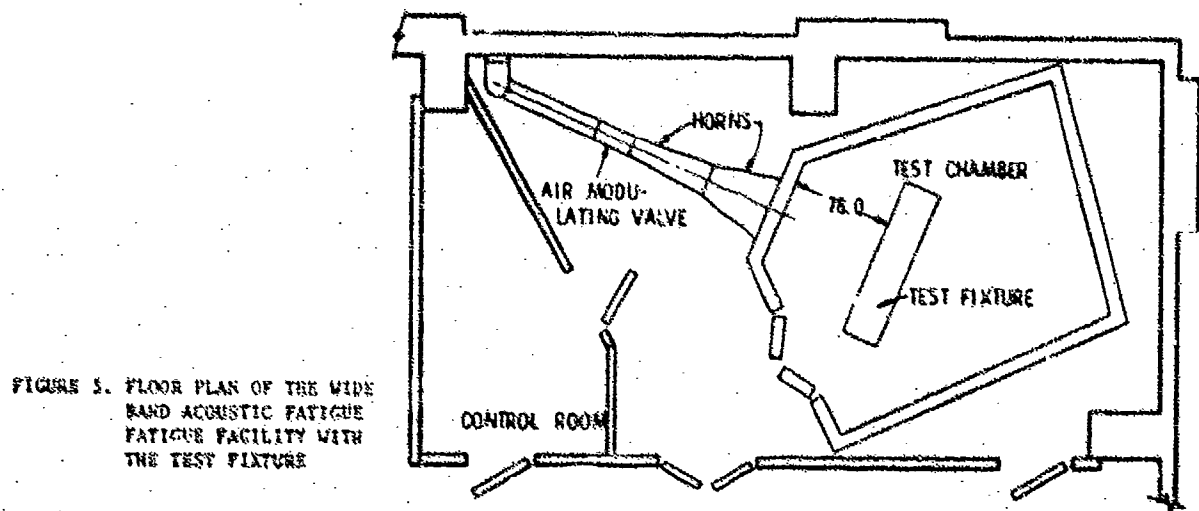 HORNS
TEST CHAMBER
AIR MODU-
LATING VALVE
76.0
TEST FIXTURE
FIGURE 5. FLOOR PLAN OF THE WIDE
BAND ACOUSTIC FATIGUE
FATIGUE FACILITY WITH
THE TEST FIXTURE
CONTROL ROOM